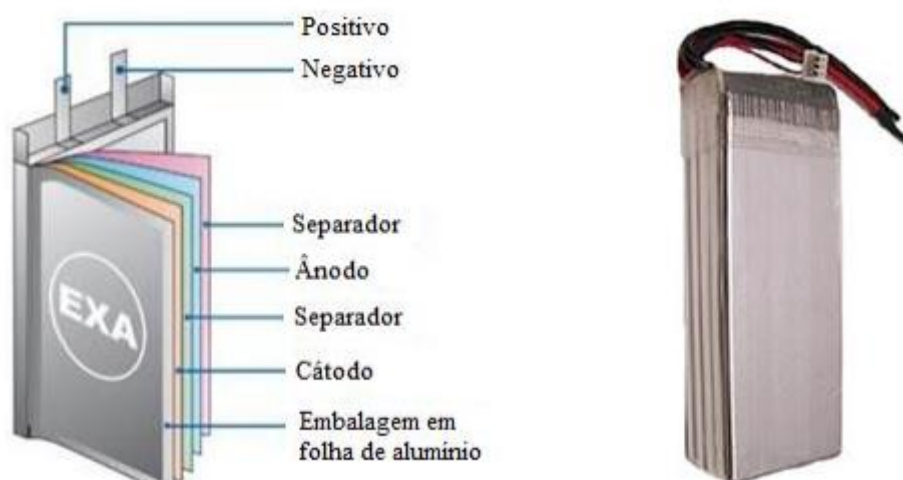 Positivo
Negativo
Separador
Ânodo
Separador
Cátodo
Embalagem em
folha de alumínio
EXA